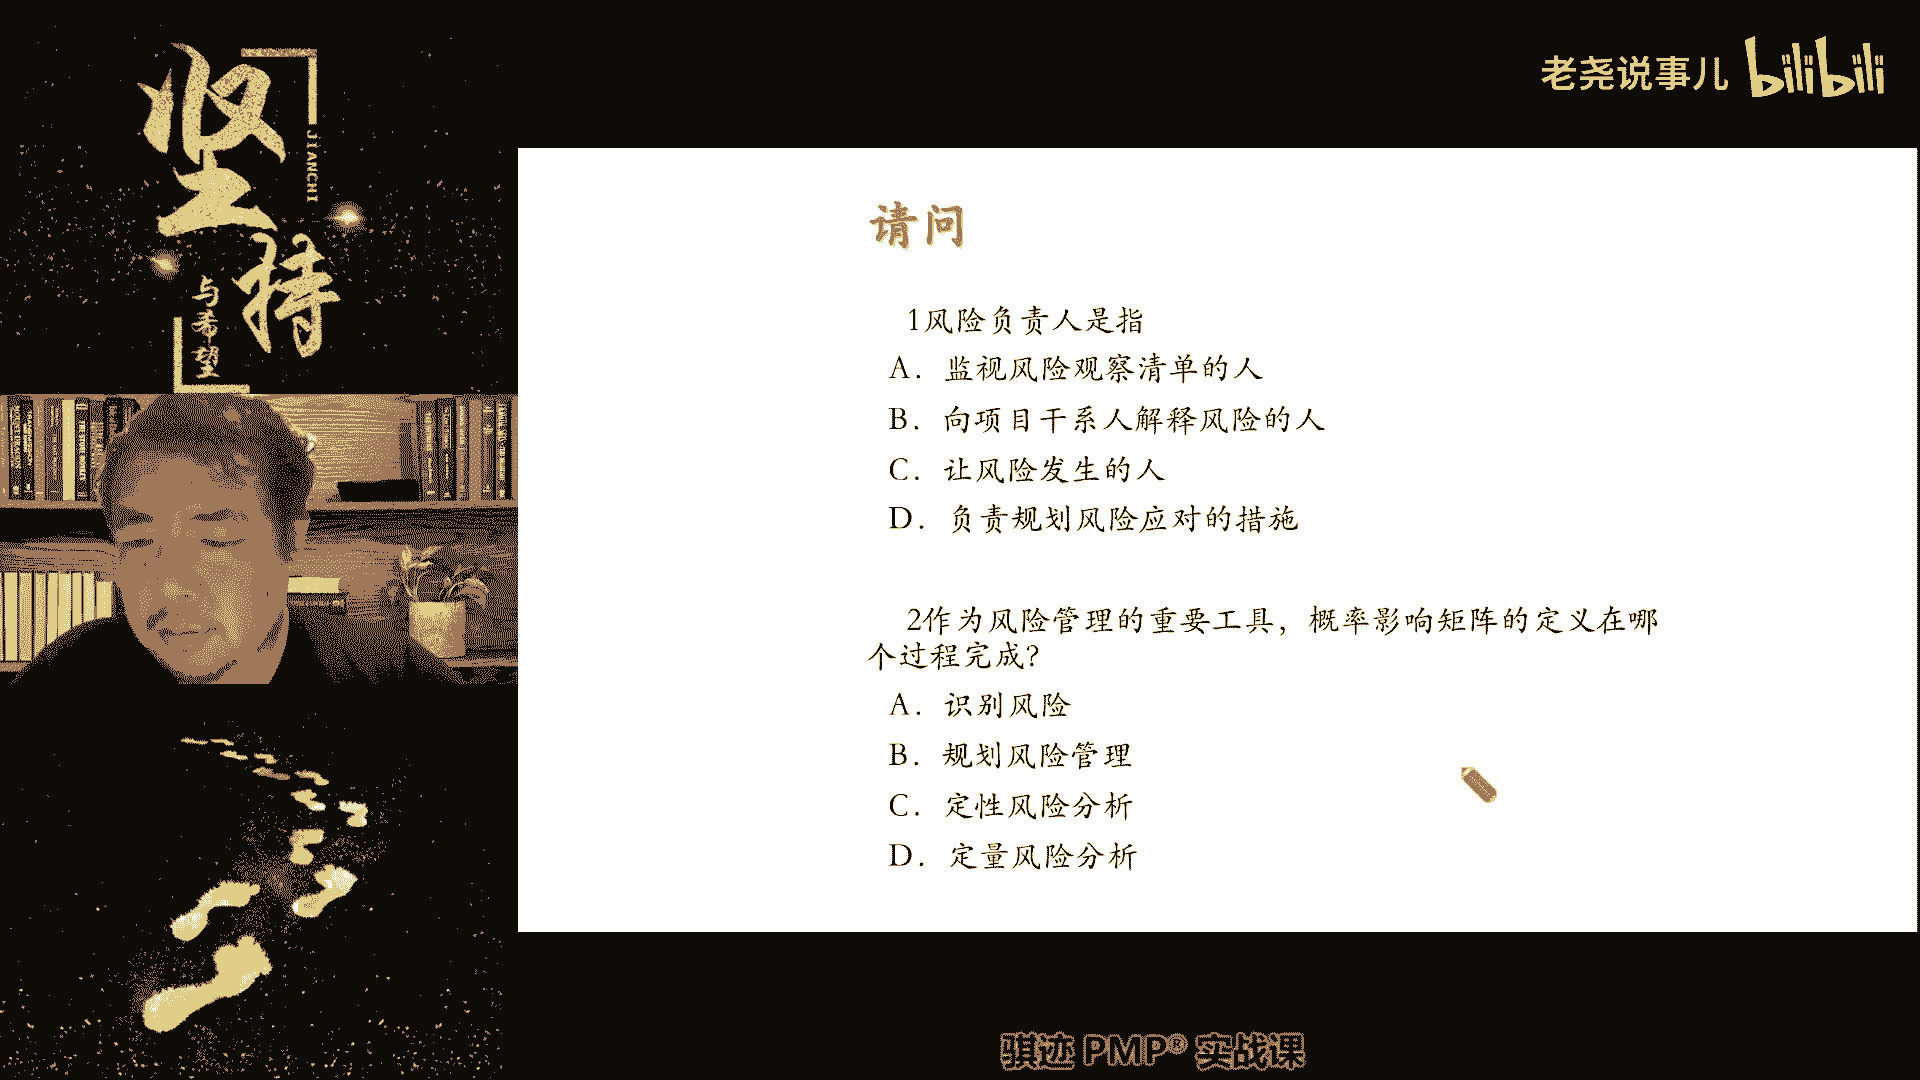 坚持
JIANCHI
与希望
老尧说事儿 bilibili
请问
1风险负责人是指
A. 监视风险观察清单的人
B. 向项目干系人解释风险的人
C. 让风险发生的人
D. 负责规划风险应对的措施
2作为风险管理的重要工具，概率影响矩阵的定义在哪
个过程完成?
A. 识别风险
B. 规划风险管理
C. 定性风险分析
D. 定量风险分析
骐迹 PMP® 实战课